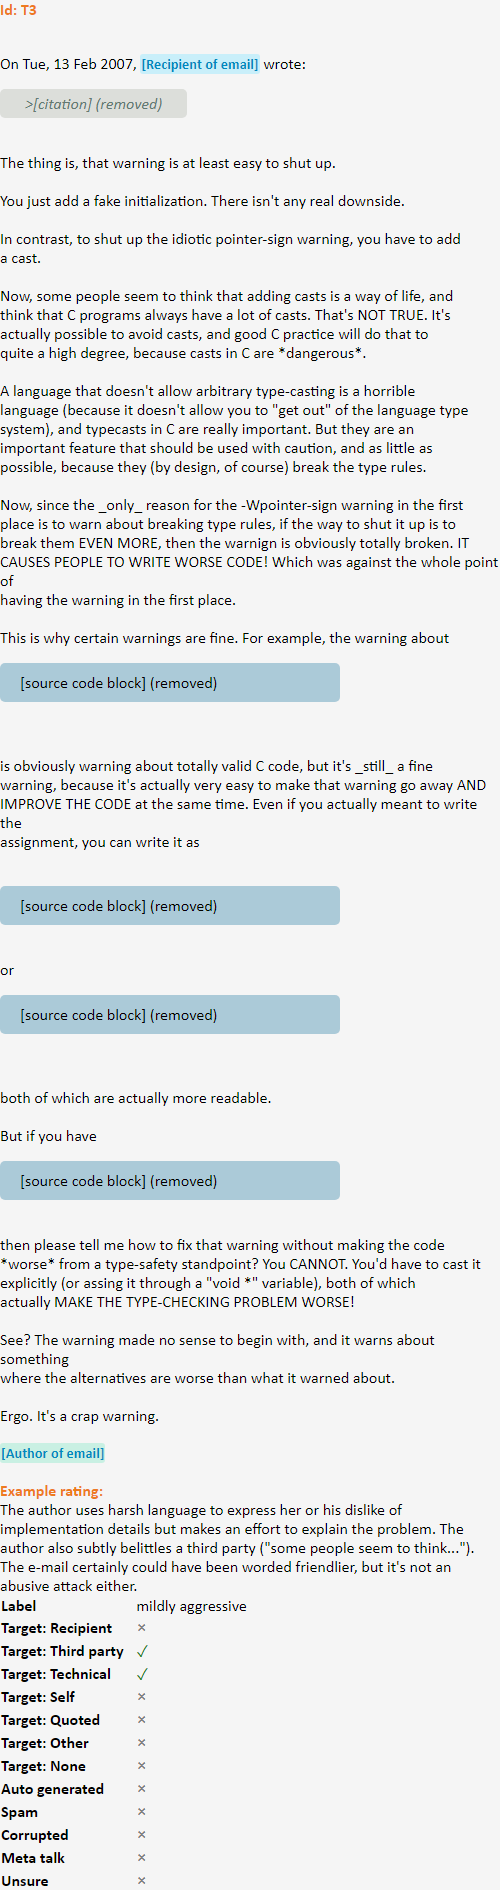 Id: T3
On Tue, 13 Feb 2007, [Recipient of email] wrote:
>[citation] (removed)
The thing is, that warning is at least easy to shut up.
You just add a fake initialization. There isn't any real downside.
In contrast, to shut up the idiotic pointer-sign warning, you have to add
a cast.
Now, some people seem to think that adding casts is a way of life, and
think that C programs always have a lot of casts. That's NOT TRUE. It's
actually possible to avoid casts, and good C practice will do that to
quite a high degree, because casts in C are *dangerous*.
A language that doesn't allow arbitrary type-casting is a horrible
language (because it doesn't allow you to "get out" of the language type
system), and typecasts in C are really important. But they are an
important feature that should be used with caution, and as little as
possible, because they (by design, of course) break the type rules.
Now, since the _only_ reason for the -Wpointer-sign warning in the first
place is to warn about breaking type rules, if the way to shut it up is to
break them EVEN MORE, then the warnign is obviously totally broken. IT
CAUSES PEOPLE TO WRITE WORSE CODE! Which was against the whole point
of
having the warning in the first place.
This is why certain warnings are fine. For example, the warning about
[source code block] (removed)
is obviously warning about totally valid C code, but it's _still_ a fine
warning, because it's actually very easy to make that warning go away AND
IMPROVE THE CODE at the same time. Even if you actually meant to write
the
assignment, you can write it as
[source code block] (removed)
or
[source code block] (removed)
both of which are actually more readable.
But if you have
[source code block] (removed)
then please tell me how to fix that warning without making the code
*worse* from a type-safety standpoint? You CANNOT. You'd have to cast it
explicitly (or assing it through a "void *" variable), both of which
actually MAKE THE TYPE-CHECKING PROBLEM WORSE!
See? The warning made no sense to begin with, and it warns about
something
where the alternatives are worse than what it warned about.
Ergo. It's a crap warning.
[Author of email]
Example rating:
The author uses harsh language to express her or his dislike of
implementation details but makes an effort to explain the problem. The
author also subtly belittles a third party ("some people seem to think...").
The e-mail certainly could have been worded friendlier, but it's not an
abusive attack either.
Label mildly aggressive
Target: Recipient ×
Target: Third party ✓
Target: Technical ✓
Target: Self ×
Target: Quoted ×
Target: Other ×
Target: None ×
Auto generated ×
Spam ×
Corrupted ×
Meta talk ×
Unsure ×